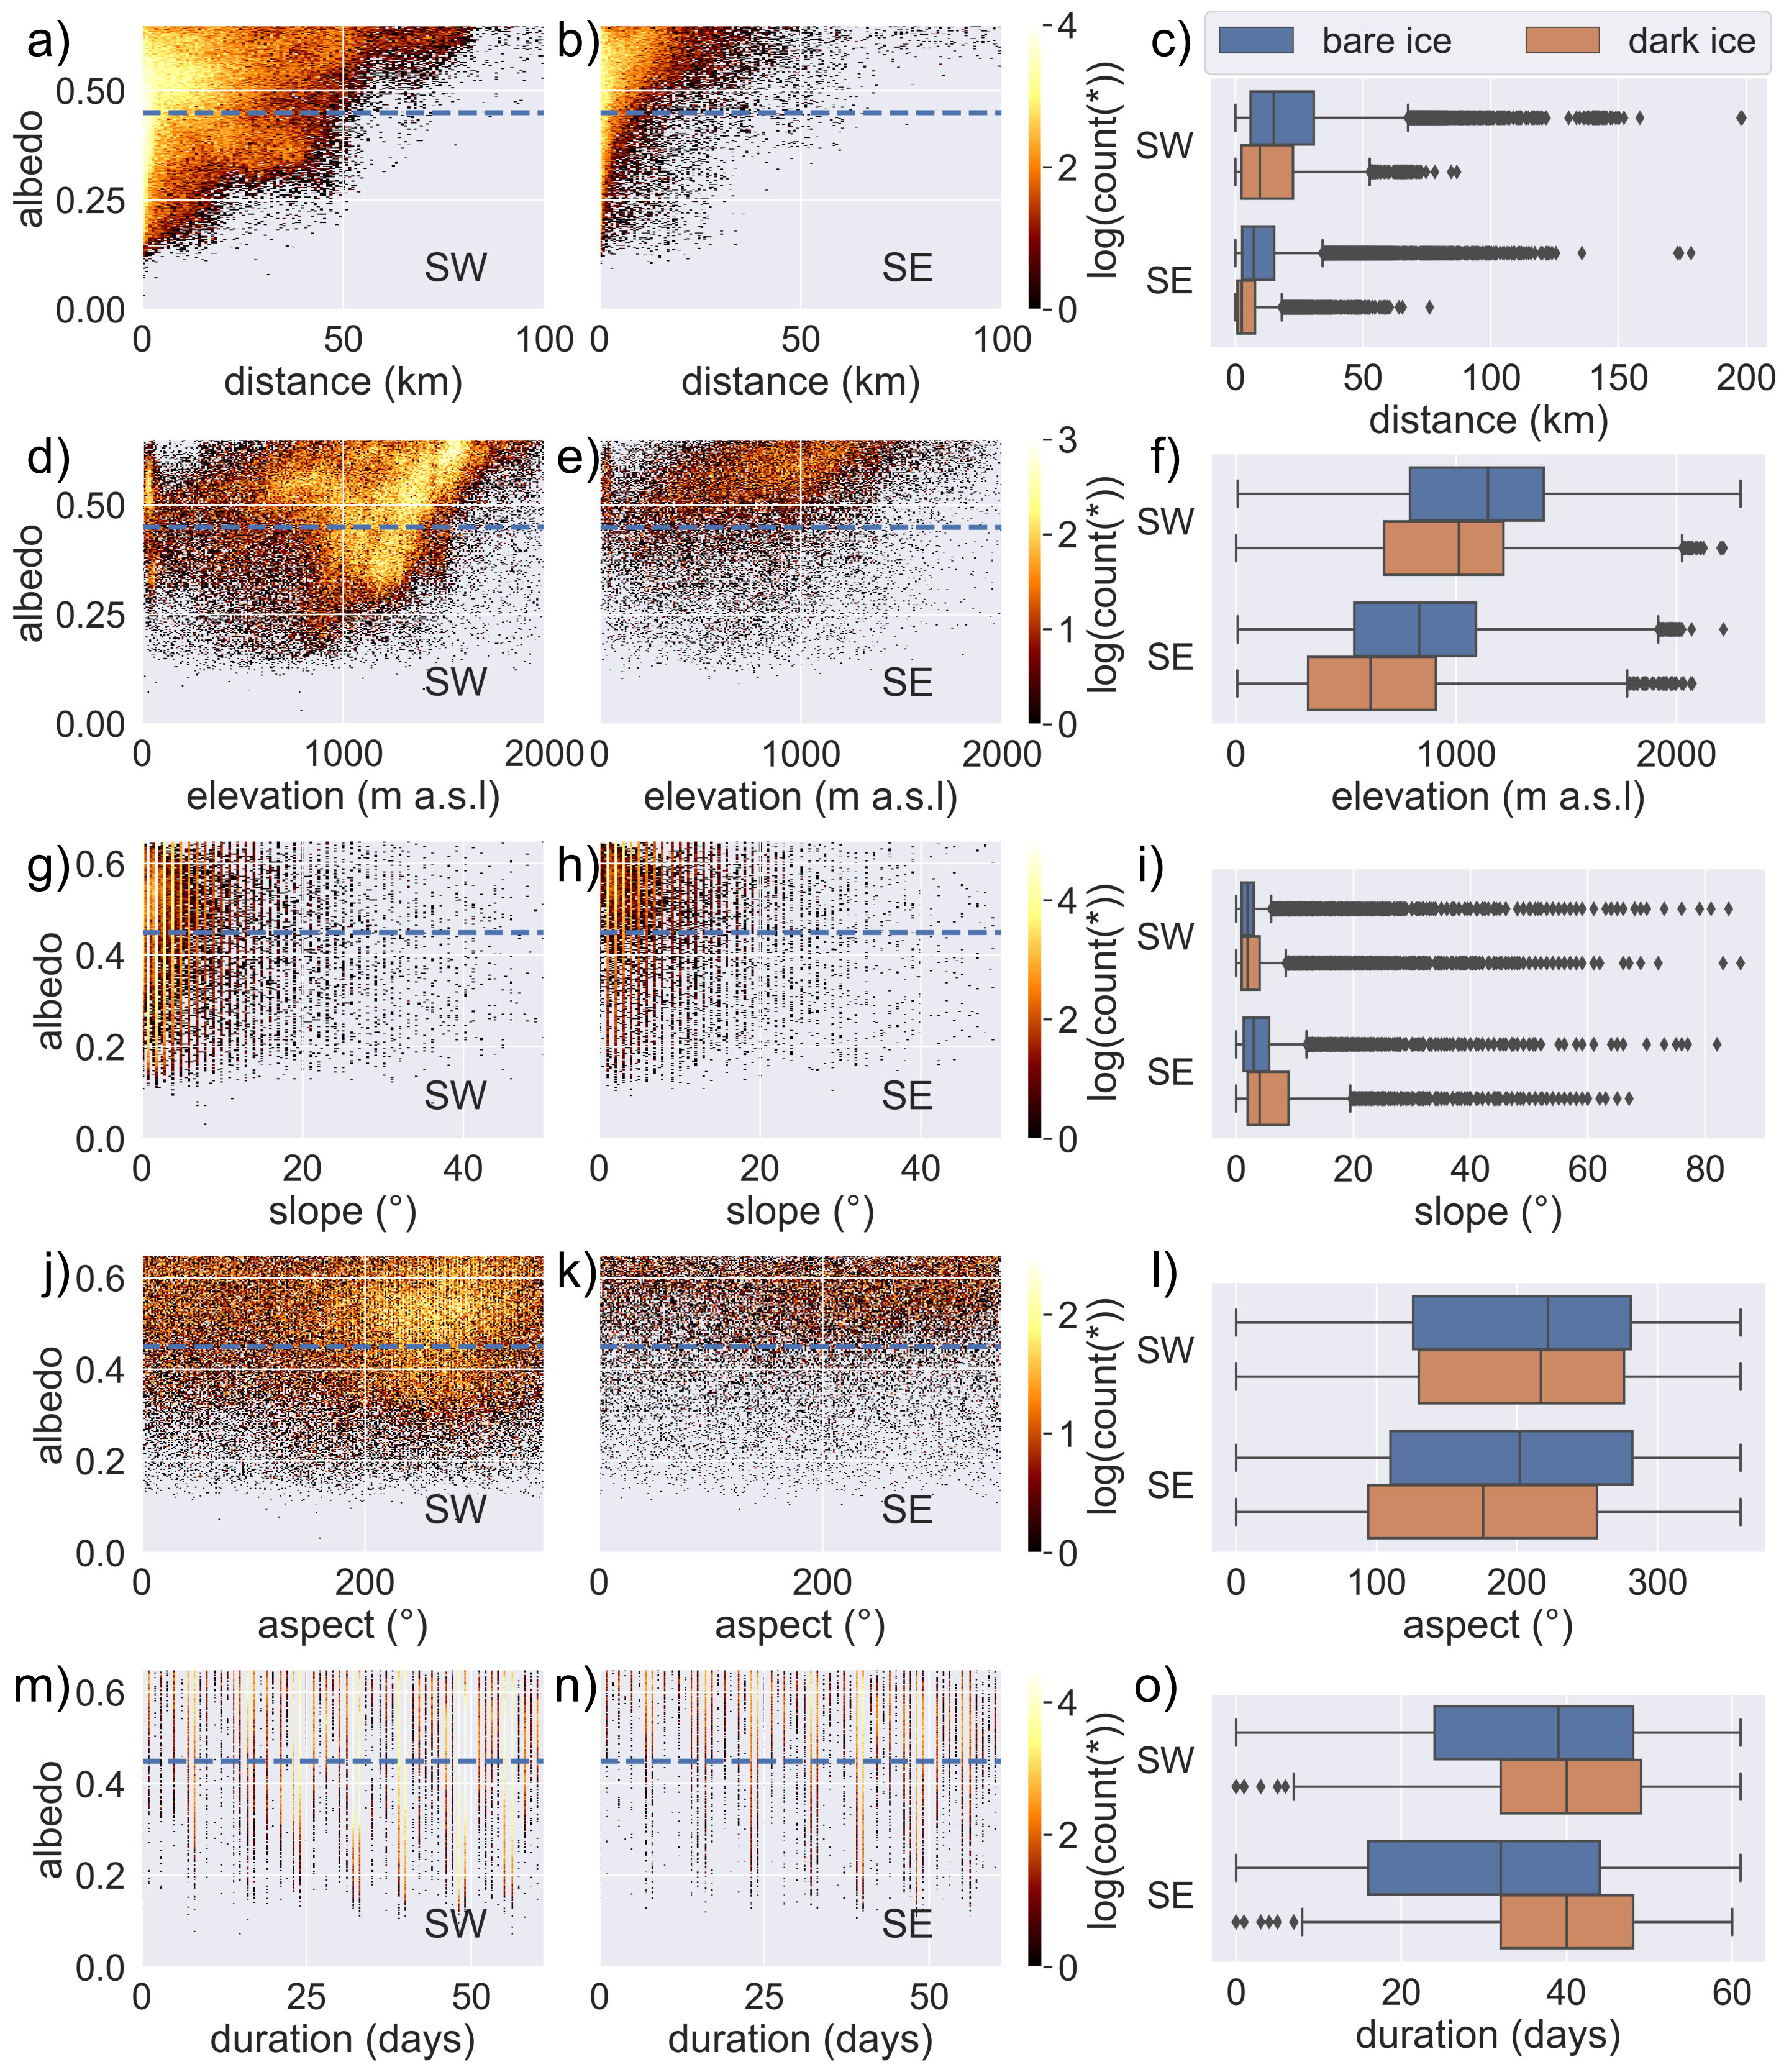 a)
albedo
0.50
0.25
0.00
SW
0
50
100
distance (km)
b)
SE
0
50
100
distance (km)
4
2
0
log(count(*))
c)
bare ice
dark ice
SW
SE
0
50
100
150
200
distance (km)
d)
albedo
0.50
0.25
0.00
SW
0
1000
2000
elevation (m a.s.l)
e)
SE
0
1000
2000
elevation (m a.s.l)
3
2
1
0
log(count(*))
f)
SW
SE
0
1000
2000
elevation (m a.s.l)
g)
albedo
0.6
0.4
0.2
0.0
SW
0
20
40
slope (°)
h)
SE
0
20
40
slope (°)
4
2
0
log(count(*))
i)
SW
SE
0
20
40
60
80
slope (°)
j)
albedo
0.6
0.4
0.2
0.0
SW
0
200
aspect (°)
k)
SE
0
200
aspect (°)
2
1
0
log(count(*))
l)
SW
SE
0
100
200
300
aspect (°)
m)
albedo
0.6
0.4
0.2
0.0
SW
0
25
50
duration (days)
n)
SE
0
25
50
duration (days)
4
2
0
log(count(*))
o)
SW
SE
0
20
40
60
duration (days)